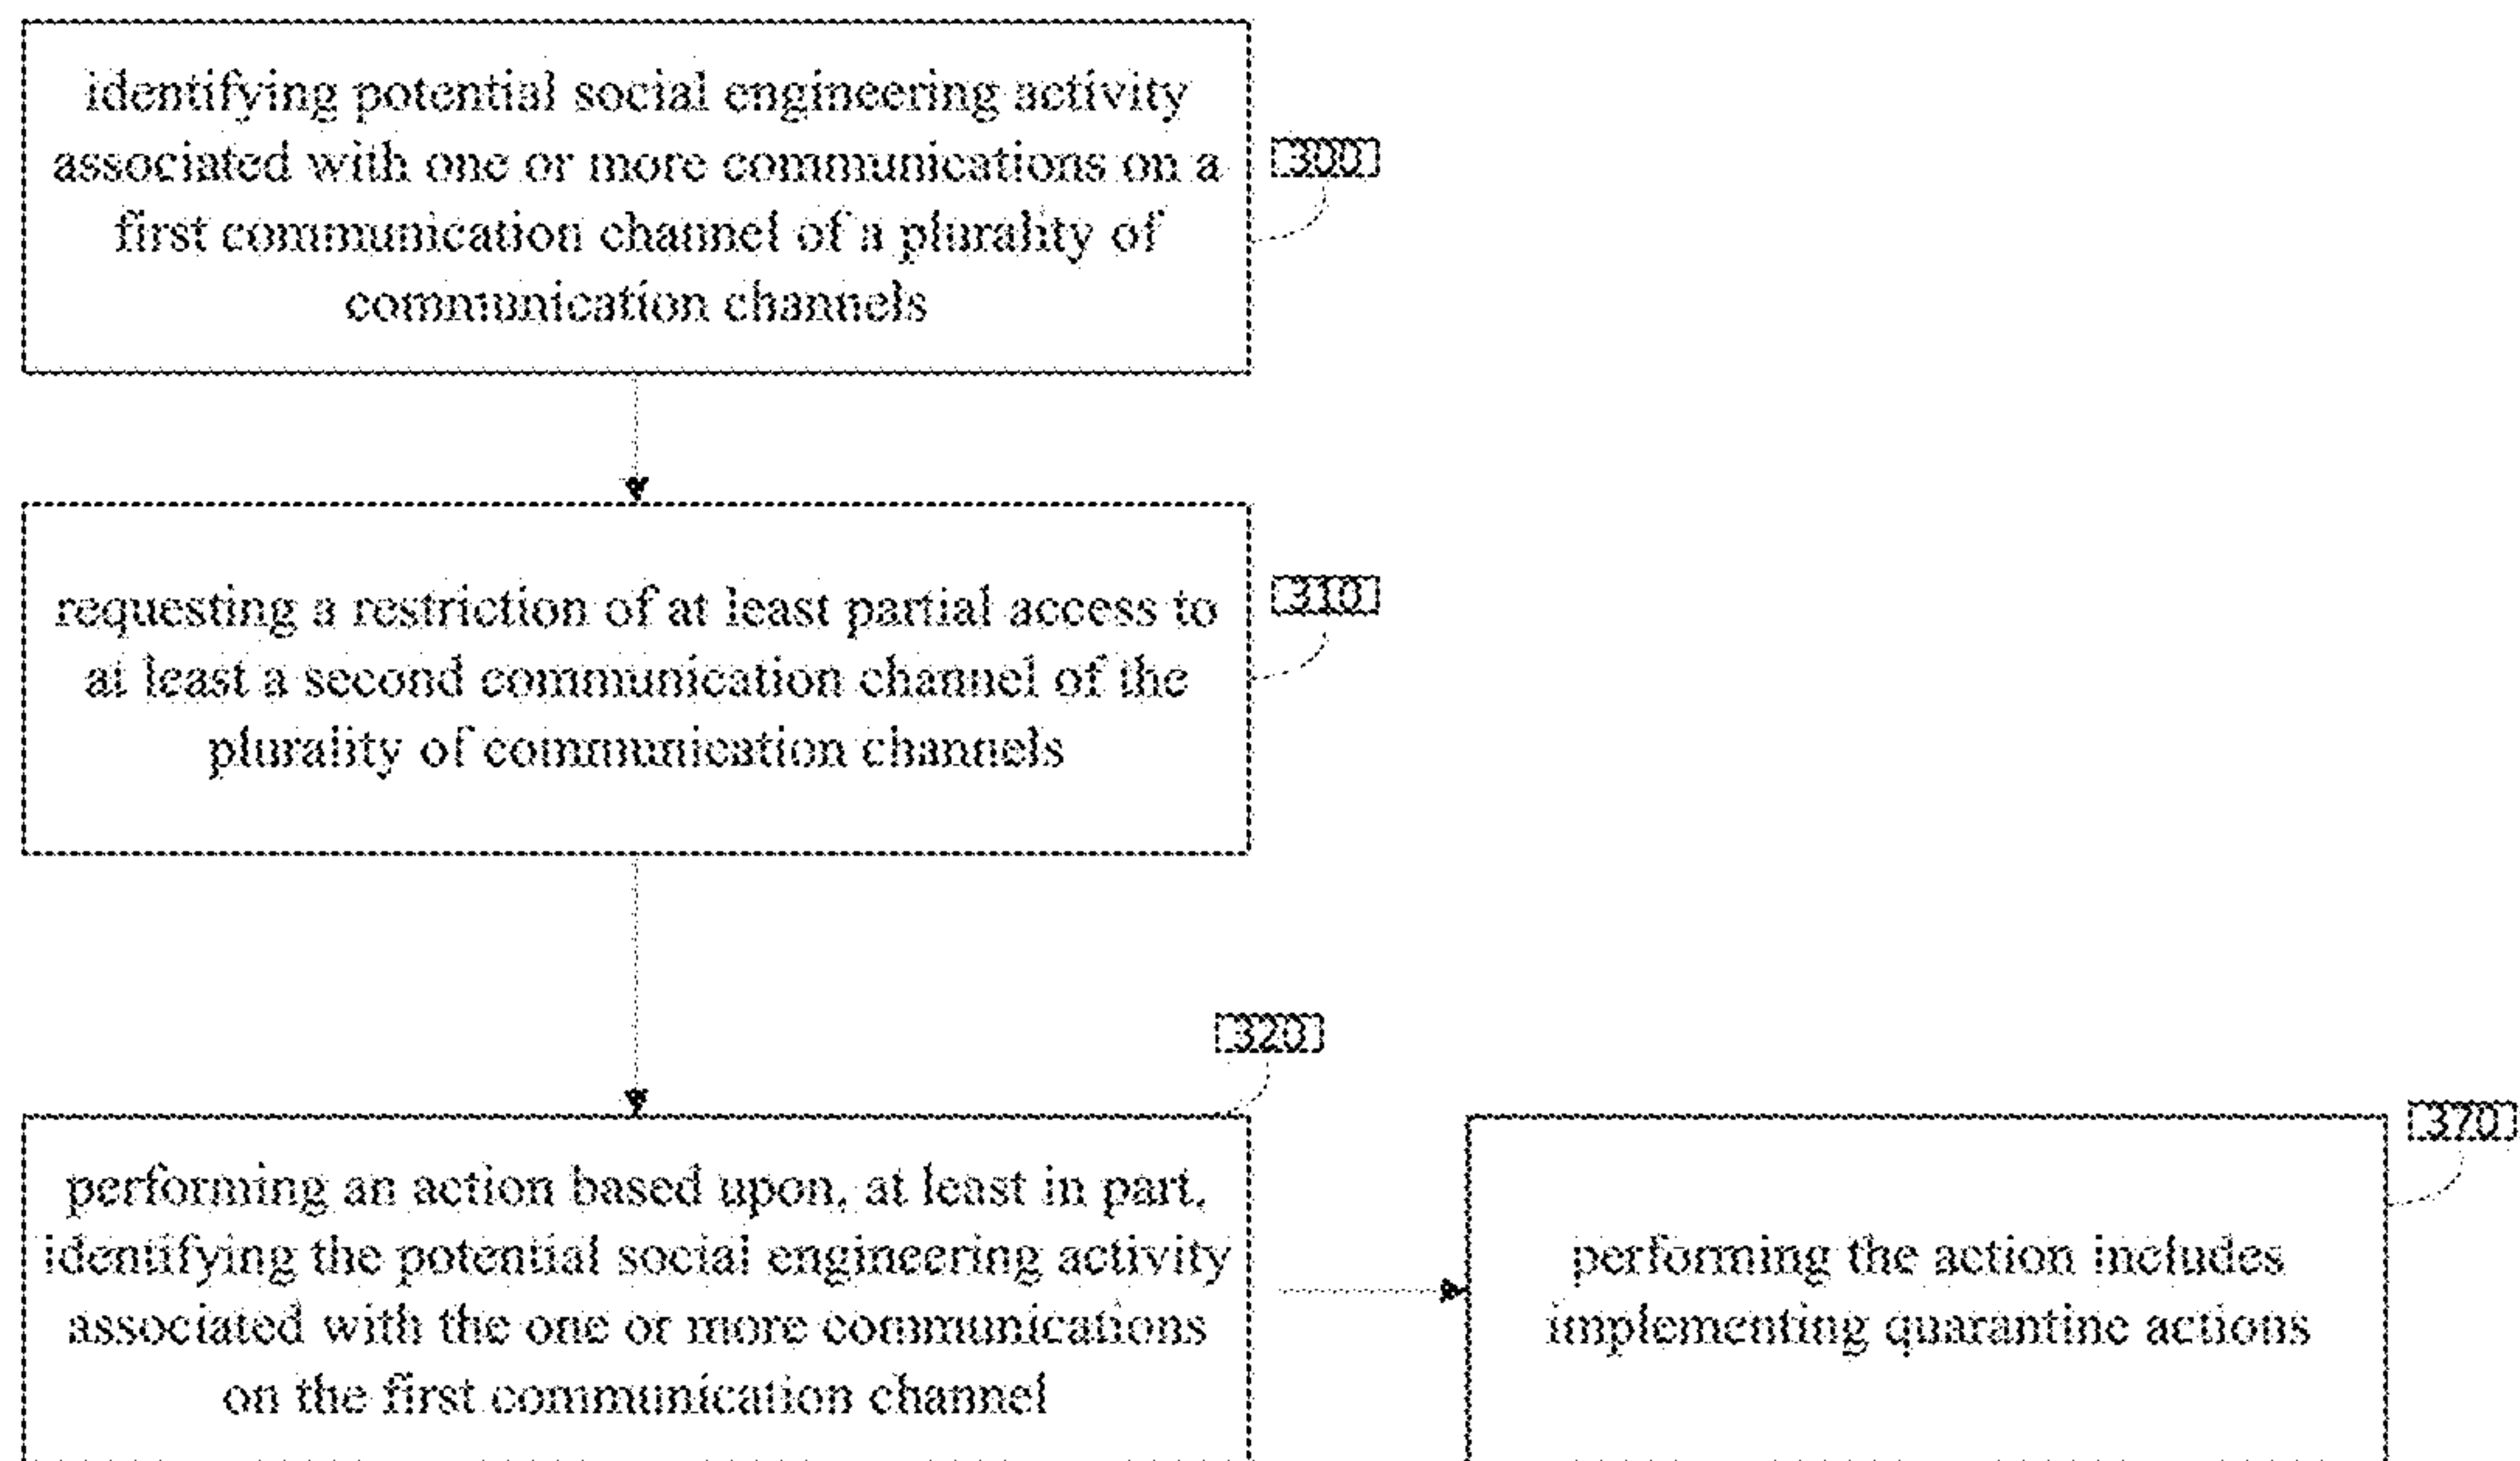 identifying potential social engineering activity
associated with one or more communications on a
first communication channel of a plurality of
communication channels
300
requesting a restriction of at least partial access to
at least a second communication channel of the
plurality of communication channels
310
320
performing an action based upon, at least in part,
identifying the potential social engineering activity
associated with the one or more communications
on the first communication channel
370
performing the action includes
implementing quarantine actions